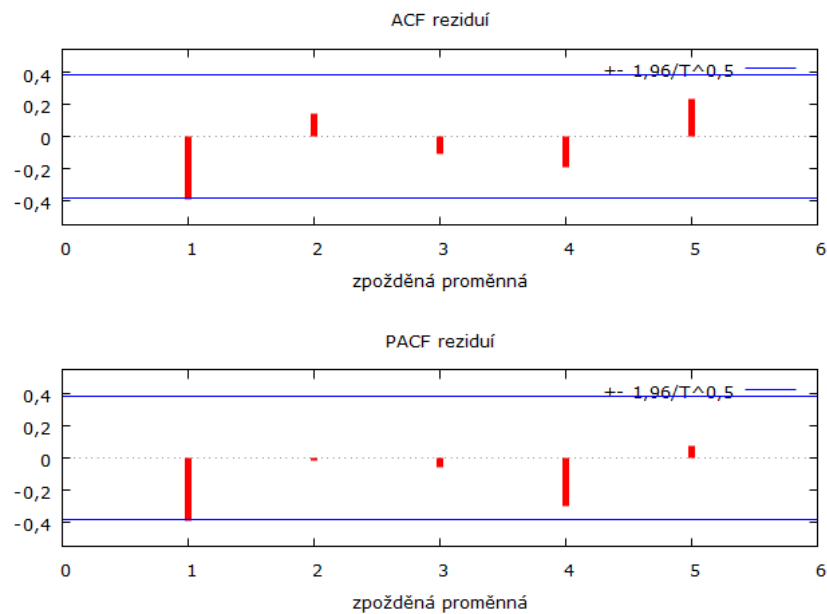 ACF reziduí
+- 1,96/T^0,5
0,4
0,2
0
-0,2
-0,4
0 1 2 3 4 5 6
zpožděná proměnná
PACF reziduí
+- 1,96/T^0,5
0,4
0,2
0
-0,2
-0,4
0 1 2 3 4 5 6
zpožděná proměnná